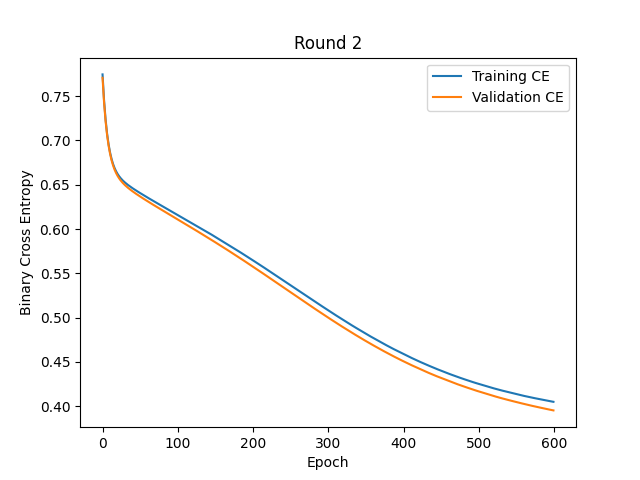 Round 2
Training CE
Validation CE
Binary Cross Entropy
0.75
0.70
0.65
0.60
0.55
0.50
0.45
0.40
0 100 200 300 400 500 600
Epoch